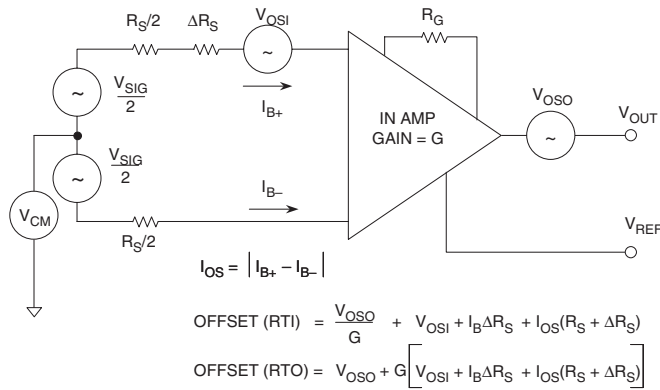 R_S/2
ΔR_S
V_OSI
R_G
~
I_B+
V_SIG
2
~
IN AMP
GAIN = G
V_OSO
~
V_OUT
V_SIG
2
~
I_B–
V_CM
R_S/2
V_REF
I_OS = | I_B+ – I_B– |
OFFSET (RTI) = V_OSO/G + V_OSI + I_BΔR_S + I_OS(R_S + ΔR_S)
OFFSET (RTO) = V_OSO + G[V_OSI + I_BΔR_S + I_OS(R_S + ΔR_S)]